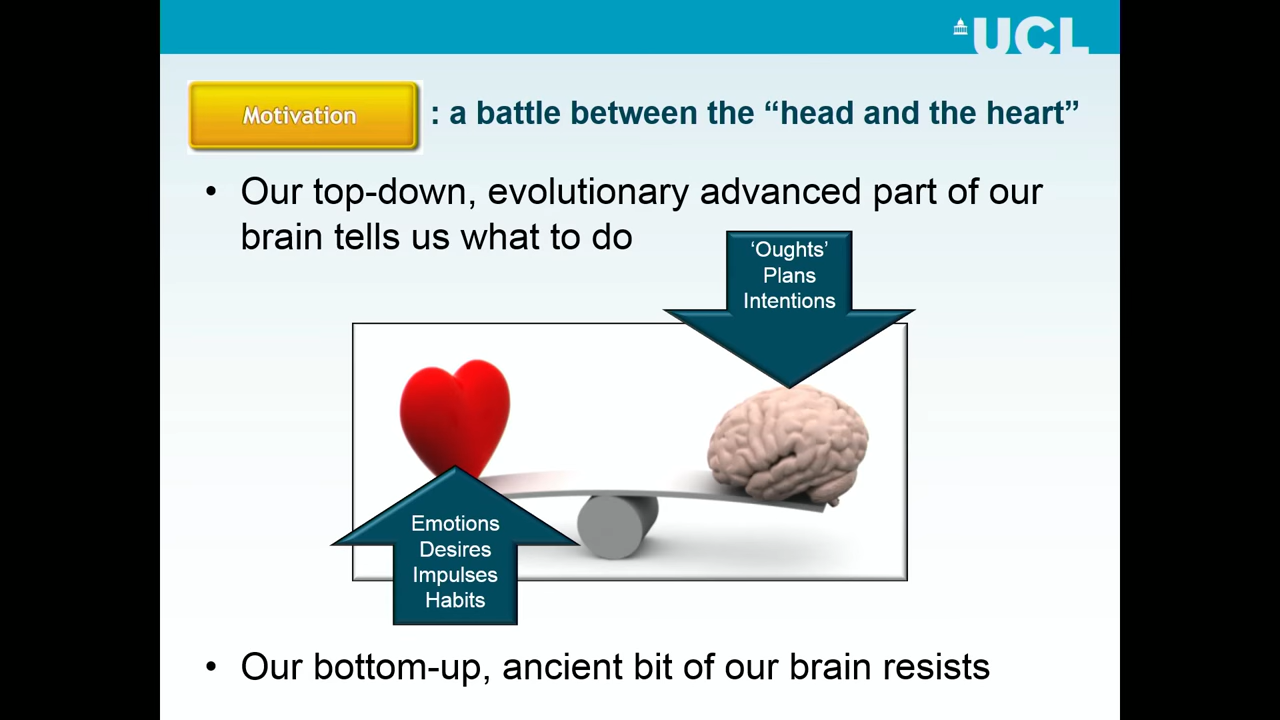 UCL
Motivation : a battle between the “head and the heart”
• Our top-down, evolutionary advanced part of our
brain tells us what to do
‘Oughts’
Plans
Intentions
Emotions
Desires
Impulses
Habits
• Our bottom-up, ancient bit of our brain resists